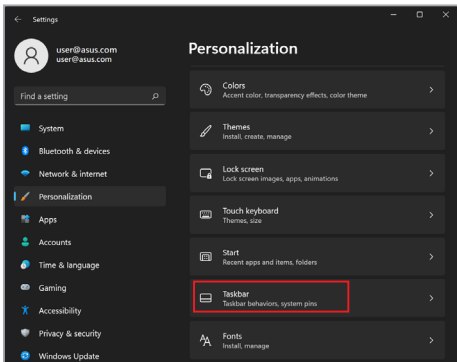 Settings
user@asus.com
user@asus.com
Find a setting
System
Bluetooth & devices
Network & internet
Personalization
Apps
Accounts
Time & language
Gaming
Accessibility
Privacy & security
Windows Update
Personalization
Colors
Accent color, transparency effects, color theme
Themes
Install, create, manage
Lock screen
Lock screen images, apps, animations
Touch keyboard
Themes, size
Start
Recent apps and items, folders
Taskbar
Taskbar behaviors, system pins
Fonts
Install, manage